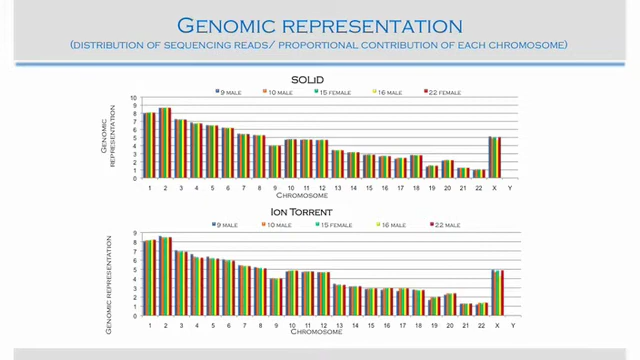 Genomic representation
(distribution of sequencing reads/ proportional contribution of each chromosome)
SOLiD
9 male 10 male 15 female 16 male 22 female
Genomic representation
10
9
8
7
6
5
4
3
2
1
0
1 2 3 4 5 6 7 8 9 10 11 12 13 14 15 16 17 18 19 20 21 22 X Y
Chromosome
Ion Torrent
9 male 10 male 15 female 16 male 22 male
Genomic representation
9
8
7
6
5
4
3
2
1
0
1 2 3 4 5 6 7 8 9 10 11 12 13 14 15 16 17 18 19 20 21 22 X Y
Chromosome